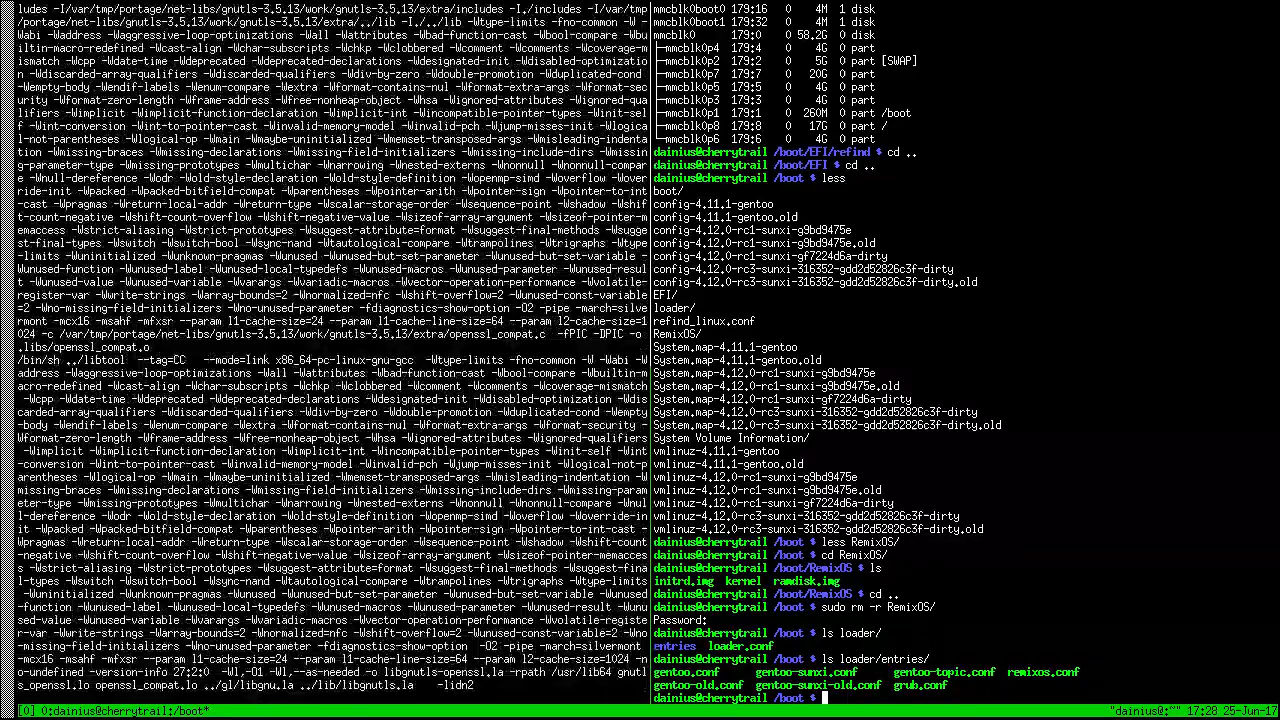 ludes -I/var/tmp/portage/net-libs/gnutls-3.5.13/work/gnutls-3.5.13/extra/includes -I./includes -I/var/tmp
/portage/net-libs/gnutls-3.5.13/work/gnutls-3.5.13/extra/../lib -I./../lib -Wtype-limits -fno-common -W -
Wabi -Waddress -Waggressive-loop-optimizations -Wall -Wattributes -Wbad-function-cast -Wbool-compare -Wbu
iltin-macro-redefined -Wcast-align -Wchar-subscripts -Wchkp -Wclobbered -Wcomment -Wcomments -Wcoverage-m
ismatch -Wcpp -Wdate-time -Wdeprecated -Wdeprecated-declarations -Wdesignated-init -Wdisabled-optimizatio
n -Wdiscarded-array-qualifiers -Wdiscarded-qualifiers -Wdiv-by-zero -Wdouble-promotion -Wduplicated-cond 
-Wempty-body -Wendif-labels -Wenum-compare -Wextra -Wformat-contains-nul -Wformat-extra-args -Wformat-sec
urity -Wformat-zero-length -Wframe-address -Wfree-nonheap-object -Whsa -Wignored-attributes -Wignored-qua
lifiers -Wimplicit -Wimplicit-function-declaration -Wimplicit-int -Wincompatible-pointer-types -Winit-sel
f -Wint-conversion -Wint-to-pointer-cast -Winvalid-memory-model -Winvalid-pch -Wjump-misses-init -Wlogica
l-not-parentheses -Wlogical-op -Wmain -Wmaybe-uninitialized -Wmemset-transposed-args -Wmisleading-indenta
tion -Wmissing-braces -Wmissing-declarations -Wmissing-field-initializers -Wmissing-include-dirs -Wmissin
g-parameter-type -Wmissing-prototypes -Wmultichar -Wnarrowing -Wnested-externs -Wnonnull -Wnonnull-compar
e -Wnull-dereference -Wodr -Wold-style-declaration -Wold-style-definition -Wopenmp-simd -Woverflow -Wover
ride-init -Wpacked -Wpacked-bitfield-compat -Wparentheses -Wpointer-arith -Wpointer-sign -Wpointer-to-int
-cast -Wpragmas -Wreturn-local-addr -Wreturn-type -Wscalar-storage-order -Wsequence-point -Wshadow -Wshif
t-count-negative -Wshift-count-overflow -Wshift-negative-value -Wsizeof-array-argument -Wsizeof-pointer-m
emaccess -Wstrict-aliasing -Wstrict-prototypes -Wsuggest-attribute=format -Wsuggest-final-methods -Wsugge
st-final-types -Wswitch -Wswitch-bool -Wsync-nand -Wtautological-compare -Wtrampolines -Wtrigraphs -Wtype
-limits -Wuninitialized -Wunknown-pragmas -Wunused -Wunused-but-set-parameter -Wunused-but-set-variable -
Wunused-function -Wunused-label -Wunused-local-typedefs -Wunused-macros -Wunused-parameter -Wunused-resul
t -Wunused-value -Wunused-variable -Wvarargs -Wvariadic-macros -Wvector-operation-performance -Wvolatile-
register-var -Wwrite-strings -Warray-bounds=2 -Wnormalized=nfc -Wshift-overflow=2 -Wunused-const-variable
=2 -Wno-missing-field-initializers -Wno-unused-parameter -fdiagnostics-show-option -O2 -pipe -march=silve
rmont -mcx16 -msahf -mfxsr --param l1-cache-size=24 --param l1-cache-line-size=64 --param l2-cache-size=1
024 -c /var/tmp/portage/net-libs/gnutls-3.5.13/work/gnutls-3.5.13/extra/openssl_compat.c  -fPIC -DPIC -o 
.libs/openssl_compat.o
/bin/sh ../libtool  --tag=CC   --mode=link x86_64-pc-linux-gnu-gcc  -Wtype-limits -fno-common -W -Wabi -W
address -Waggressive-loop-optimizations -Wall -Wattributes -Wbad-function-cast -Wbool-compare -Wbuiltin-m
acro-redefined -Wcast-align -Wchar-subscripts -Wchkp -Wclobbered -Wcomment -Wcomments -Wcoverage-mismatch
 -Wcpp -Wdate-time -Wdeprecated -Wdeprecated-declarations -Wdesignated-init -Wdisabled-optimization -Wdis
carded-array-qualifiers -Wdiscarded-qualifiers -Wdiv-by-zero -Wdouble-promotion -Wduplicated-cond -Wempty
-body -Wendif-labels -Wenum-compare -Wextra -Wformat-contains-nul -Wformat-extra-args -Wformat-security -
Wformat-zero-length -Wframe-address -Wfree-nonheap-object -Whsa -Wignored-attributes -Wignored-qualifiers
 -Wimplicit -Wimplicit-function-declaration -Wimplicit-int -Wincompatible-pointer-types -Winit-self -Wint
-conversion -Wint-to-pointer-cast -Winvalid-memory-model -Winvalid-pch -Wjump-misses-init -Wlogical-not-p
arentheses -Wlogical-op -Wmain -Wmaybe-uninitialized -Wmemset-transposed-args -Wmisleading-indentation -W
missing-braces -Wmissing-declarations -Wmissing-field-initializers -Wmissing-include-dirs -Wmissing-param
eter-type -Wmissing-prototypes -Wmultichar -Wnarrowing -Wnested-externs -Wnonnull -Wnonnull-compare -Wnul
l-dereference -Wodr -Wold-style-declaration -Wold-style-definition -Wopenmp-simd -Woverflow -Woverride-in
it -Wpacked -Wpacked-bitfield-compat -Wparentheses -Wpointer-arith -Wpointer-sign -Wpointer-to-int-cast -
Wpragmas -Wreturn-local-addr -Wreturn-type -Wscalar-storage-order -Wsequence-point -Wshadow -Wshift-count
-negative -Wshift-count-overflow -Wshift-negative-value -Wsizeof-array-argument -Wsizeof-pointer-memacces
s -Wstrict-aliasing -Wstrict-prototypes -Wsuggest-attribute=format -Wsuggest-final-methods -Wsuggest-fina
l-types -Wswitch -Wswitch-bool -Wsync-nand -Wtautological-compare -Wtrampolines -Wtrigraphs -Wtype-limits
 -Wuninitialized -Wunknown-pragmas -Wunused -Wunused-but-set-parameter -Wunused-but-set-variable -Wunused
-function -Wunused-label -Wunused-local-typedefs -Wunused-macros -Wunused-parameter -Wunused-result -Wunu
sed-value -Wunused-variable -Wvarargs -Wvariadic-macros -Wvector-operation-performance -Wvolatile-registe
r-var -Wwrite-strings -Warray-bounds=2 -Wnormalized=nfc -Wshift-overflow=2 -Wunused-const-variable=2 -Wno
-missing-field-initializers -Wno-unused-parameter -fdiagnostics-show-option  -O2 -pipe -march=silvermont 
-mcx16 -msahf -mfxsr --param l1-cache-size=24 --param l1-cache-line-size=64 --param l2-cache-size=1024 -n
o-undefined -version-info 27:2:0  -Wl,-O1 -Wl,--as-needed -o libgnutls-openssl.la -rpath /usr/lib64 gnutl
s_openssl.lo openssl_compat.lo ../gl/libgnu.la ../lib/libgnutls.la    -lidn2
mmcblk0boot0 179:16   0    4M  1 disk
mmcblk0boot1 179:32   0    4M  1 disk
mmcblk0      179:0    0 58.2G  0 disk
├─mmcblk0p4  179:4    0    4G  0 part
├─mmcblk0p2  179:2    0    5G  0 part [SWAP]
├─mmcblk0p7  179:7    0   20G  0 part
├─mmcblk0p5  179:5    0    4G  0 part
├─mmcblk0p3  179:3    0    4G  0 part
├─mmcblk0p1  179:1    0  260M  0 part /boot
├─mmcblk0p8  179:8    0   17G  0 part /
└─mmcblk0p6  179:6    0    4G  0 part
dainius@cherrytrail /boot/EFI/refind $ cd ..
dainius@cherrytrail /boot/EFI $ cd ..
dainius@cherrytrail /boot $ less
boot/
config-4.11.1-gentoo
config-4.11.1-gentoo.old
config-4.12.0-rc1-sunxi-g9bd9475e
config-4.12.0-rc1-sunxi-g9bd9475e.old
config-4.12.0-rc1-sunxi-gf7224d6a-dirty
config-4.12.0-rc3-sunxi-316352-gdd2d52826c3f-dirty
config-4.12.0-rc3-sunxi-316352-gdd2d52826c3f-dirty.old
EFI/
loader/
refind_linux.conf
RemixOS/
System.map-4.11.1-gentoo
System.map-4.11.1-gentoo.old
System.map-4.12.0-rc1-sunxi-g9bd9475e
System.map-4.12.0-rc1-sunxi-g9bd9475e.old
System.map-4.12.0-rc1-sunxi-gf7224d6a-dirty
System.map-4.12.0-rc3-sunxi-316352-gdd2d52826c3f-dirty
System.map-4.12.0-rc3-sunxi-316352-gdd2d52826c3f-dirty.old
System Volume Information/
vmlinuz-4.11.1-gentoo
vmlinuz-4.11.1-gentoo.old
vmlinuz-4.12.0-rc1-sunxi-g9bd9475e
vmlinuz-4.12.0-rc1-sunxi-g9bd9475e.old
vmlinuz-4.12.0-rc1-sunxi-gf7224d6a-dirty
vmlinuz-4.12.0-rc3-sunxi-316352-gdd2d52826c3f-dirty
vmlinuz-4.12.0-rc3-sunxi-316352-gdd2d52826c3f-dirty.old
dainius@cherrytrail /boot $ less RemixOS/
dainius@cherrytrail /boot $ cd RemixOS/
dainius@cherrytrail /boot/RemixOS $ ls
initrd.img  kernel  ramdisk.img
dainius@cherrytrail /boot/RemixOS $ cd ..
dainius@cherrytrail /boot $ sudo rm -r RemixOS/
Password:
dainius@cherrytrail /boot $ ls loader/
entries  loader.conf
dainius@cherrytrail /boot $ ls loader/entries/
gentoo.conf      gentoo-sunxi.conf      gentoo-topic.conf  remixos.conf
gentoo-old.conf  gentoo-sunxi-old.conf  grub.conf
dainius@cherrytrail /boot $
[0] 0:dainius@cherrytrail:/boot* "dainius@:~" 17:28 25-Jun-17